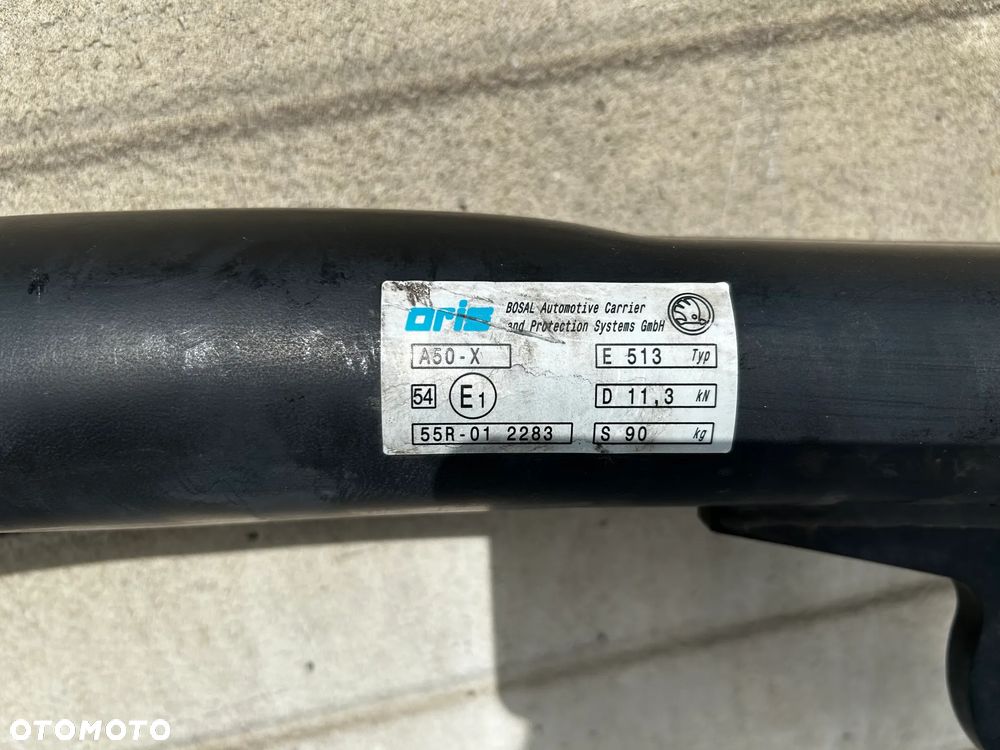 oris BOSAL Automotive Carrier
and Protection Systems GmbH
A50-X E 513 Typ
54 E1 D 11,3 kN
55R-01 2283 S 90 kg
OTOMOTO